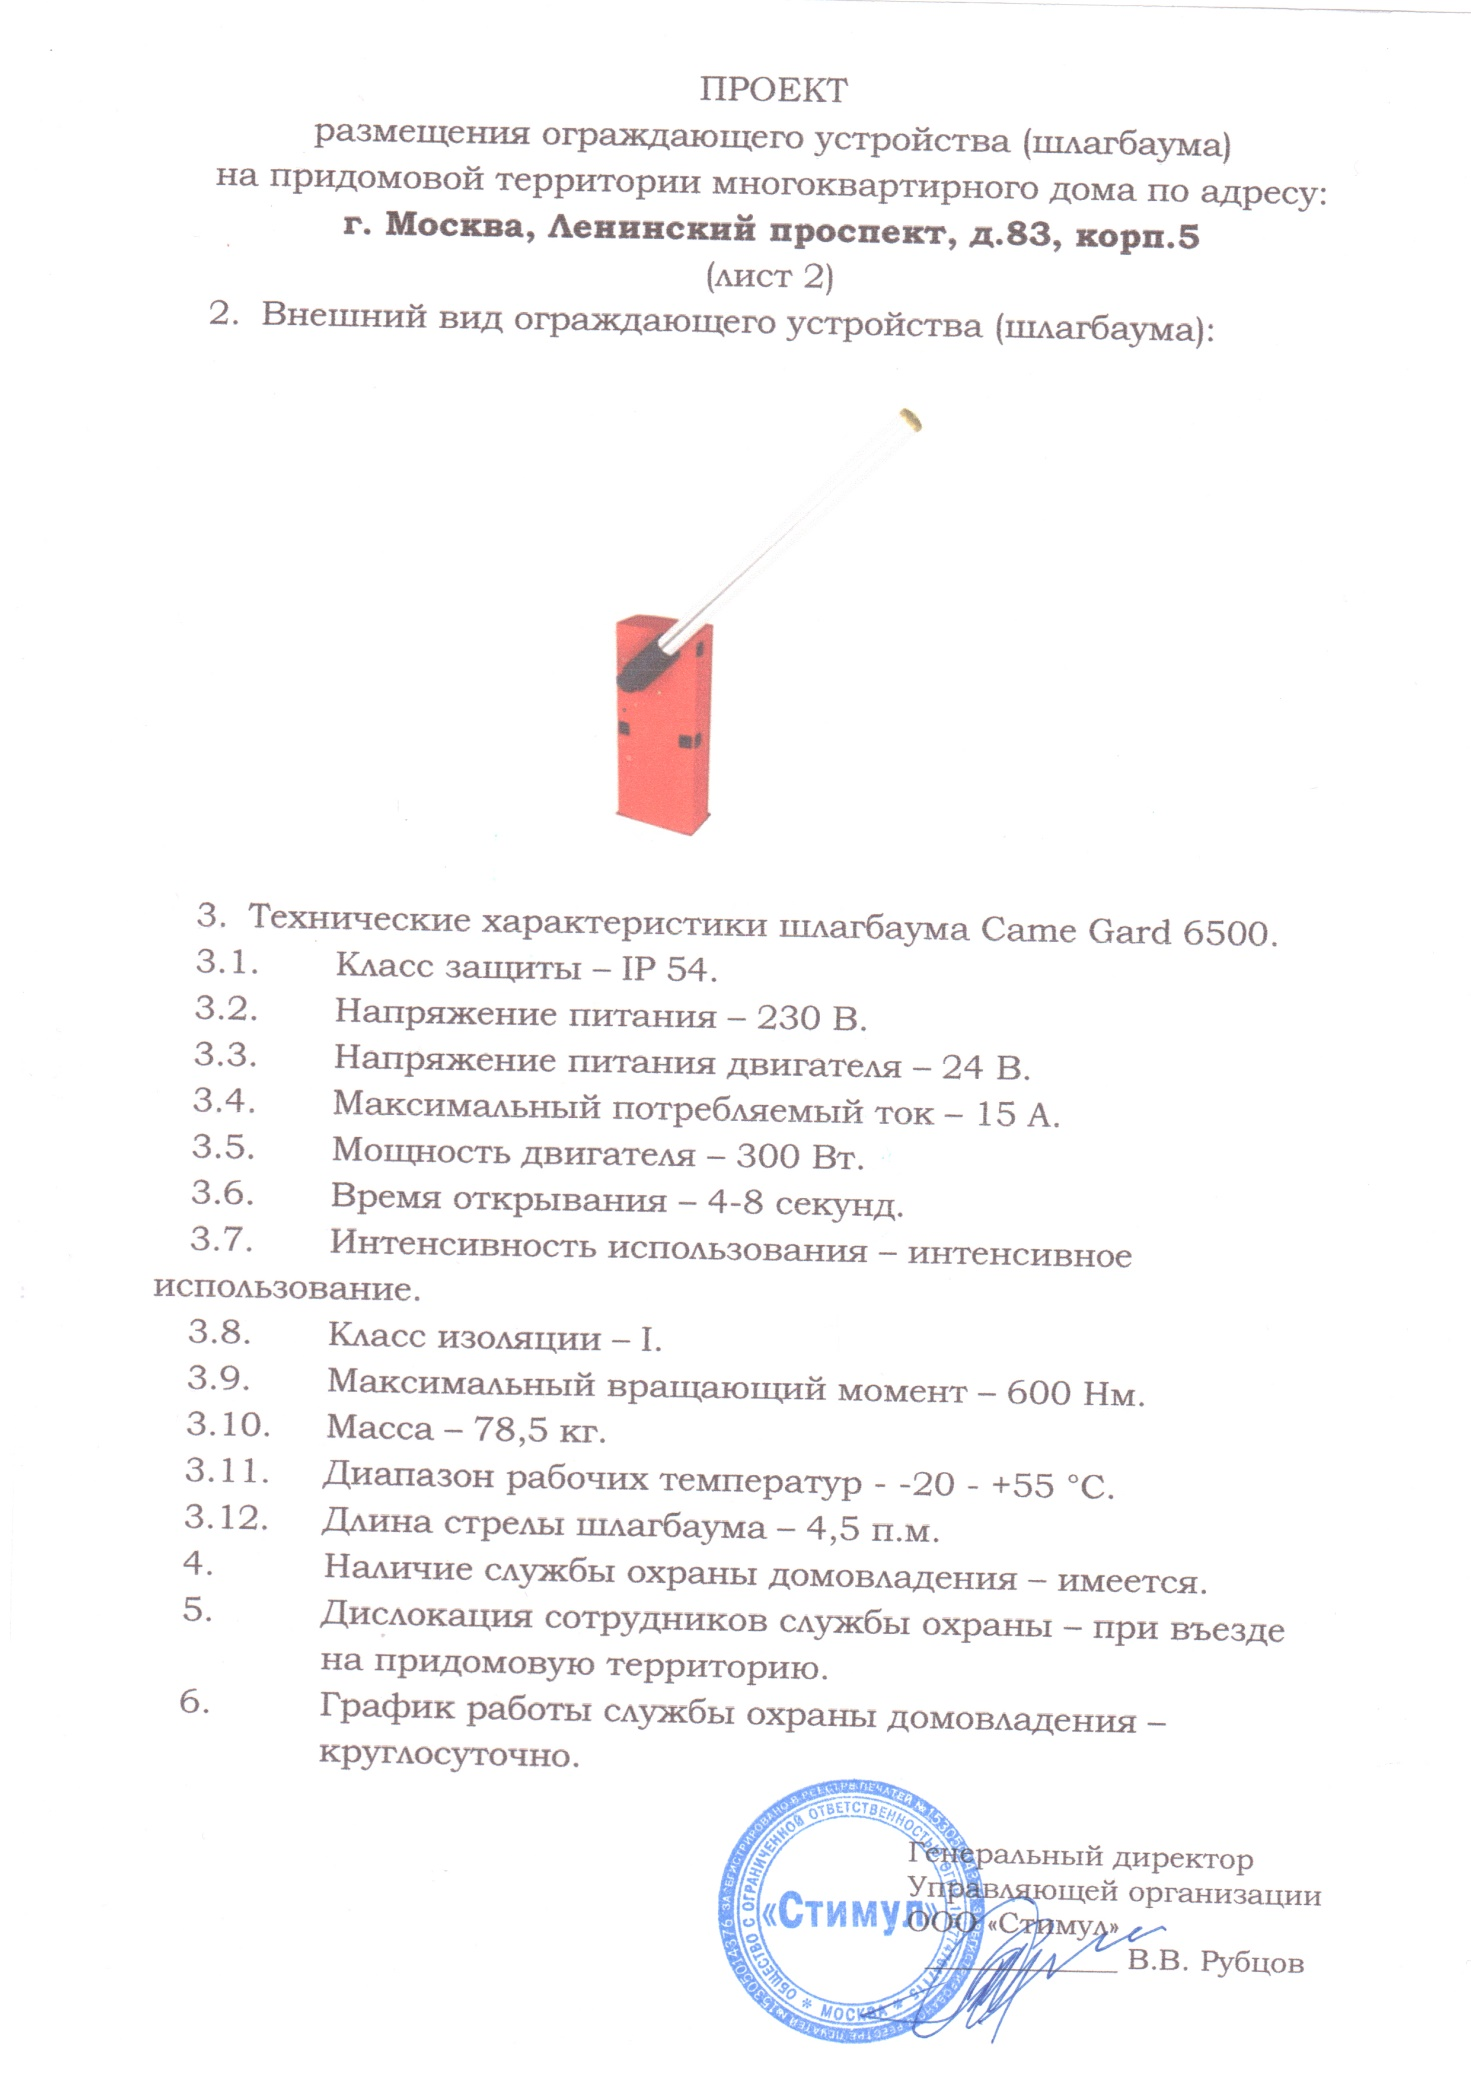 ПРОЕКТ
размещения ограждающего устройства (шлагбаума)
на придомовой территории многоквартирного дома по адресу:
г. Москва, Ленинский проспект, д.83, корп.5
(лист 2)
2. Внешний вид ограждающего устройства (шлагбаума):
3. Технические характеристики шлагбаума Came Gard 6500.
3.1. Класс защиты – IP 54.
3.2. Напряжение питания – 230 В.
3.3. Напряжение питания двигателя – 24 В.
3.4. Максимальный потребляемый ток – 15 А.
3.5. Мощность двигателя – 300 Вт.
3.6. Время открывания – 4-8 секунд.
3.7. Интенсивность использования – интенсивное
использование.
3.8. Класс изоляции – I.
3.9. Максимальный вращающий момент – 600 Нм.
3.10. Масса – 78,5 кг.
3.11. Диапазон рабочих температур - -20 - +55 °C.
3.12. Длина стрелы шлагбаума – 4,5 п.м.
4. Наличие службы охраны домовладения – имеется.
5. Дислокация сотрудников службы охраны – при въезде
на придомовую территорию.
6. График работы службы охраны домовладения –
круглосуточно.
Генеральный директор
Управляющей организации
ООО «Стимул»
В.В. Рубцов
ОБЩЕСТВО С ОГРАНИЧЕННОЙ ОТВЕТСТВЕННОСТЬЮ
«Стимул»
* МОСКВА *